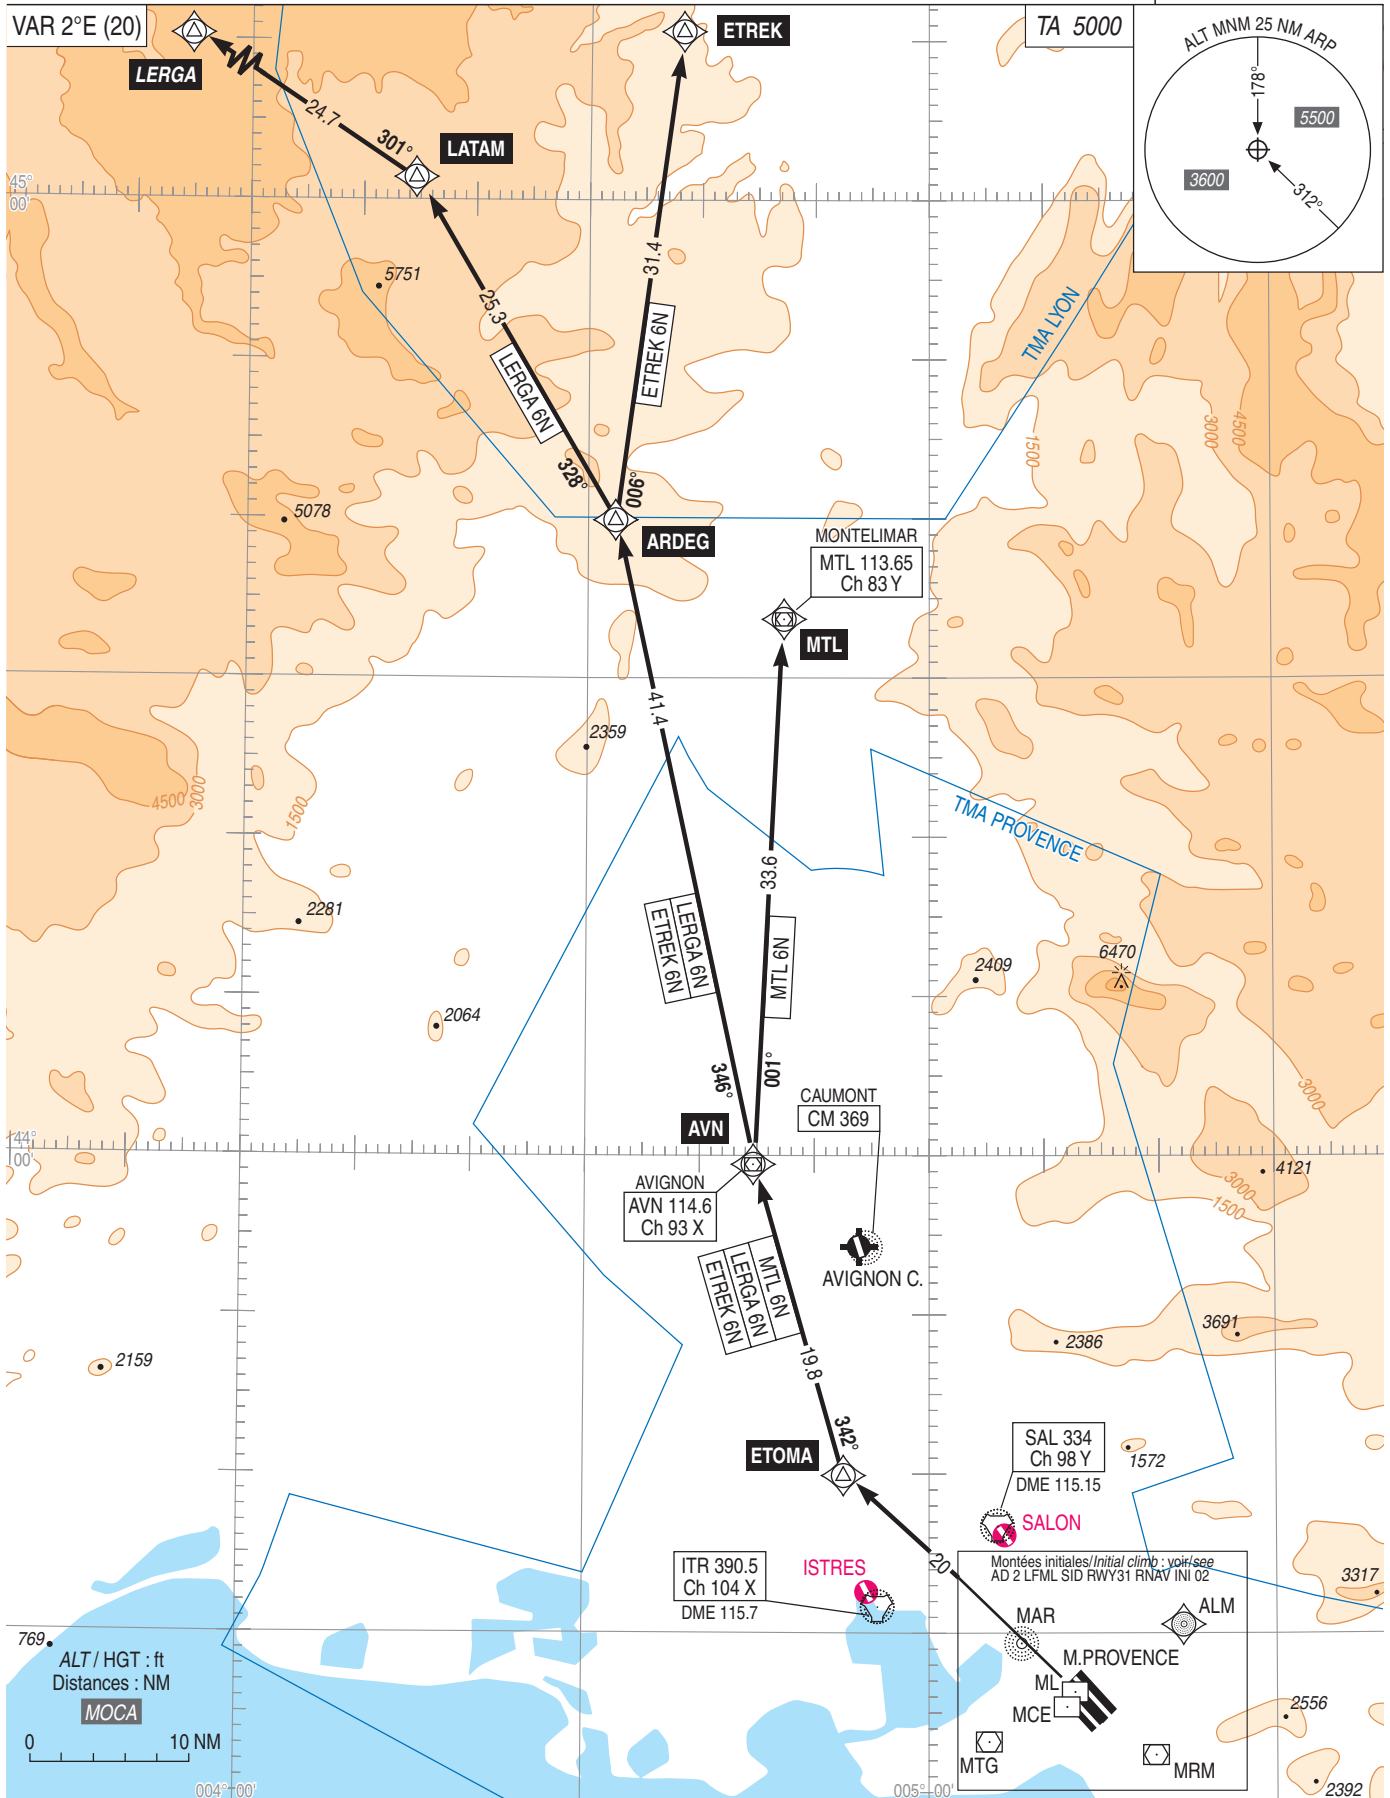 VAR 2°E (20)
LERGA
ETREK
TA 5000
ALT MNM 25 NM ARP
178°
5500
3600
312°
24.7
301°
LATAM
45°
00'
5751
31.4
25.3
TMA LYON
ETREK 6N
LERGA 6N
3000
4500
1500
328°
006°
5078
ARDEG
MONTELIMAR
MTL 113.65
Ch 83 Y
MTL
41.4
2359
4500
3000
1500
TMA PROVENCE
33.6
2281
LERGA 6N
ETREK 6N
MTL 6N
2409
6470
2064
346°
001°
3000
CAUMONT
CM 369
AVN
44°
00'
4121
AVIGNON
AVN 114.6
Ch 93 X
3000
1500
AVIGNON C.
MTL 6N
LERGA 6N
ETREK 6N
3691
2386
2159
19.8
342°
ETOMA
SAL 334
Ch 98 Y
DME 115.15
1572
SALON
20
ITR 390.5
Ch 104 X
DME 115.7
ISTRES
Montées initiales/Initial climb : voir/see
AD 2 LFML SID RWY31 RNAV INI 02
3317
ALM
MAR
769
ALT / HGT : ft
Distances : NM
MOCA
0
10 NM
M.PROVENCE
ML
MCE
2556
MTG
MRM
004° 00'
005° 00'
2392